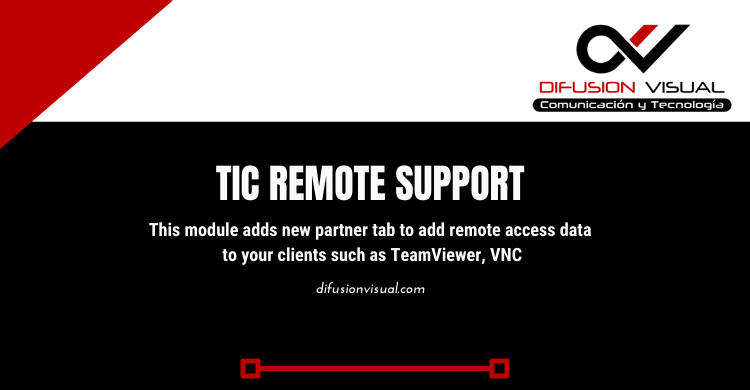 DIFUSION VISUAL
Comunicación y Tecnología
TIC REMOTE SUPPORT
This module adds new partner tab to add remote access data
to your clients such as TeamViewer, VNC
difusionvisual.com